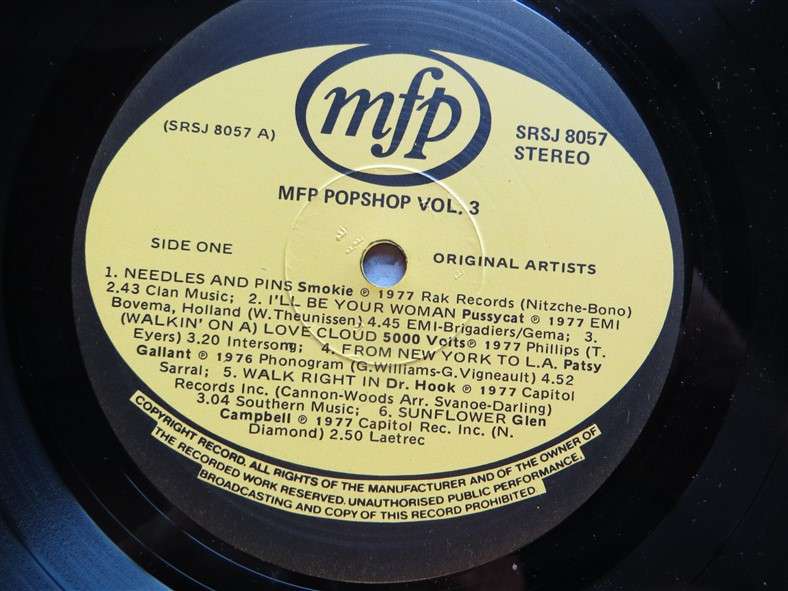 mfp
(SRSJ 8057 A)
SRSJ 8057
STEREO
MFP POPSHOP VOL. 3
SIDE ONE
ORIGINAL ARTISTS
1. NEEDLES AND PINS Smokie ℗ 1977 Rak Records (Nitzche-Bono)
2.43 Clan Music; 2. I'LL BE YOUR WOMAN Pussycat ℗ 1977 EMI
Bovema, Holland (W. Theunissen) 4.45 EMI-Brigadiers/Gema; 3.
(WALKIN' ON A) LOVE CLOUD 5000 Voits ℗ 1977 Phillips (T.
Eyers) 3.20 Intersong; 4. FROM NEW YORK TO L.A. Patsy
Gallant ℗ 1976 Phonogram (G. Williams-G. Vigneault) 4.52
Sarral; 5. WALK RIGHT IN Dr. Hook ℗ 1977 Capitol
Records Inc. (Cannon-Woods Arr. Svanoe-Darling)
3.04 Southern Music; 6. SUNFLOWER Glen
Campbell ℗ 1977 Capitol Rec. Inc. (N.
Diamond) 2.50 Laetrec
COPYRIGHT RECORD. ALL RIGHTS OF THE MANUFACTURER AND OF THE OWNER OF
THE RECORDED WORK RESERVED. UNAUTHORISED PUBLIC PERFORMANCE,
BROADCASTING AND COPY OF THIS RECORD PROHIBITED